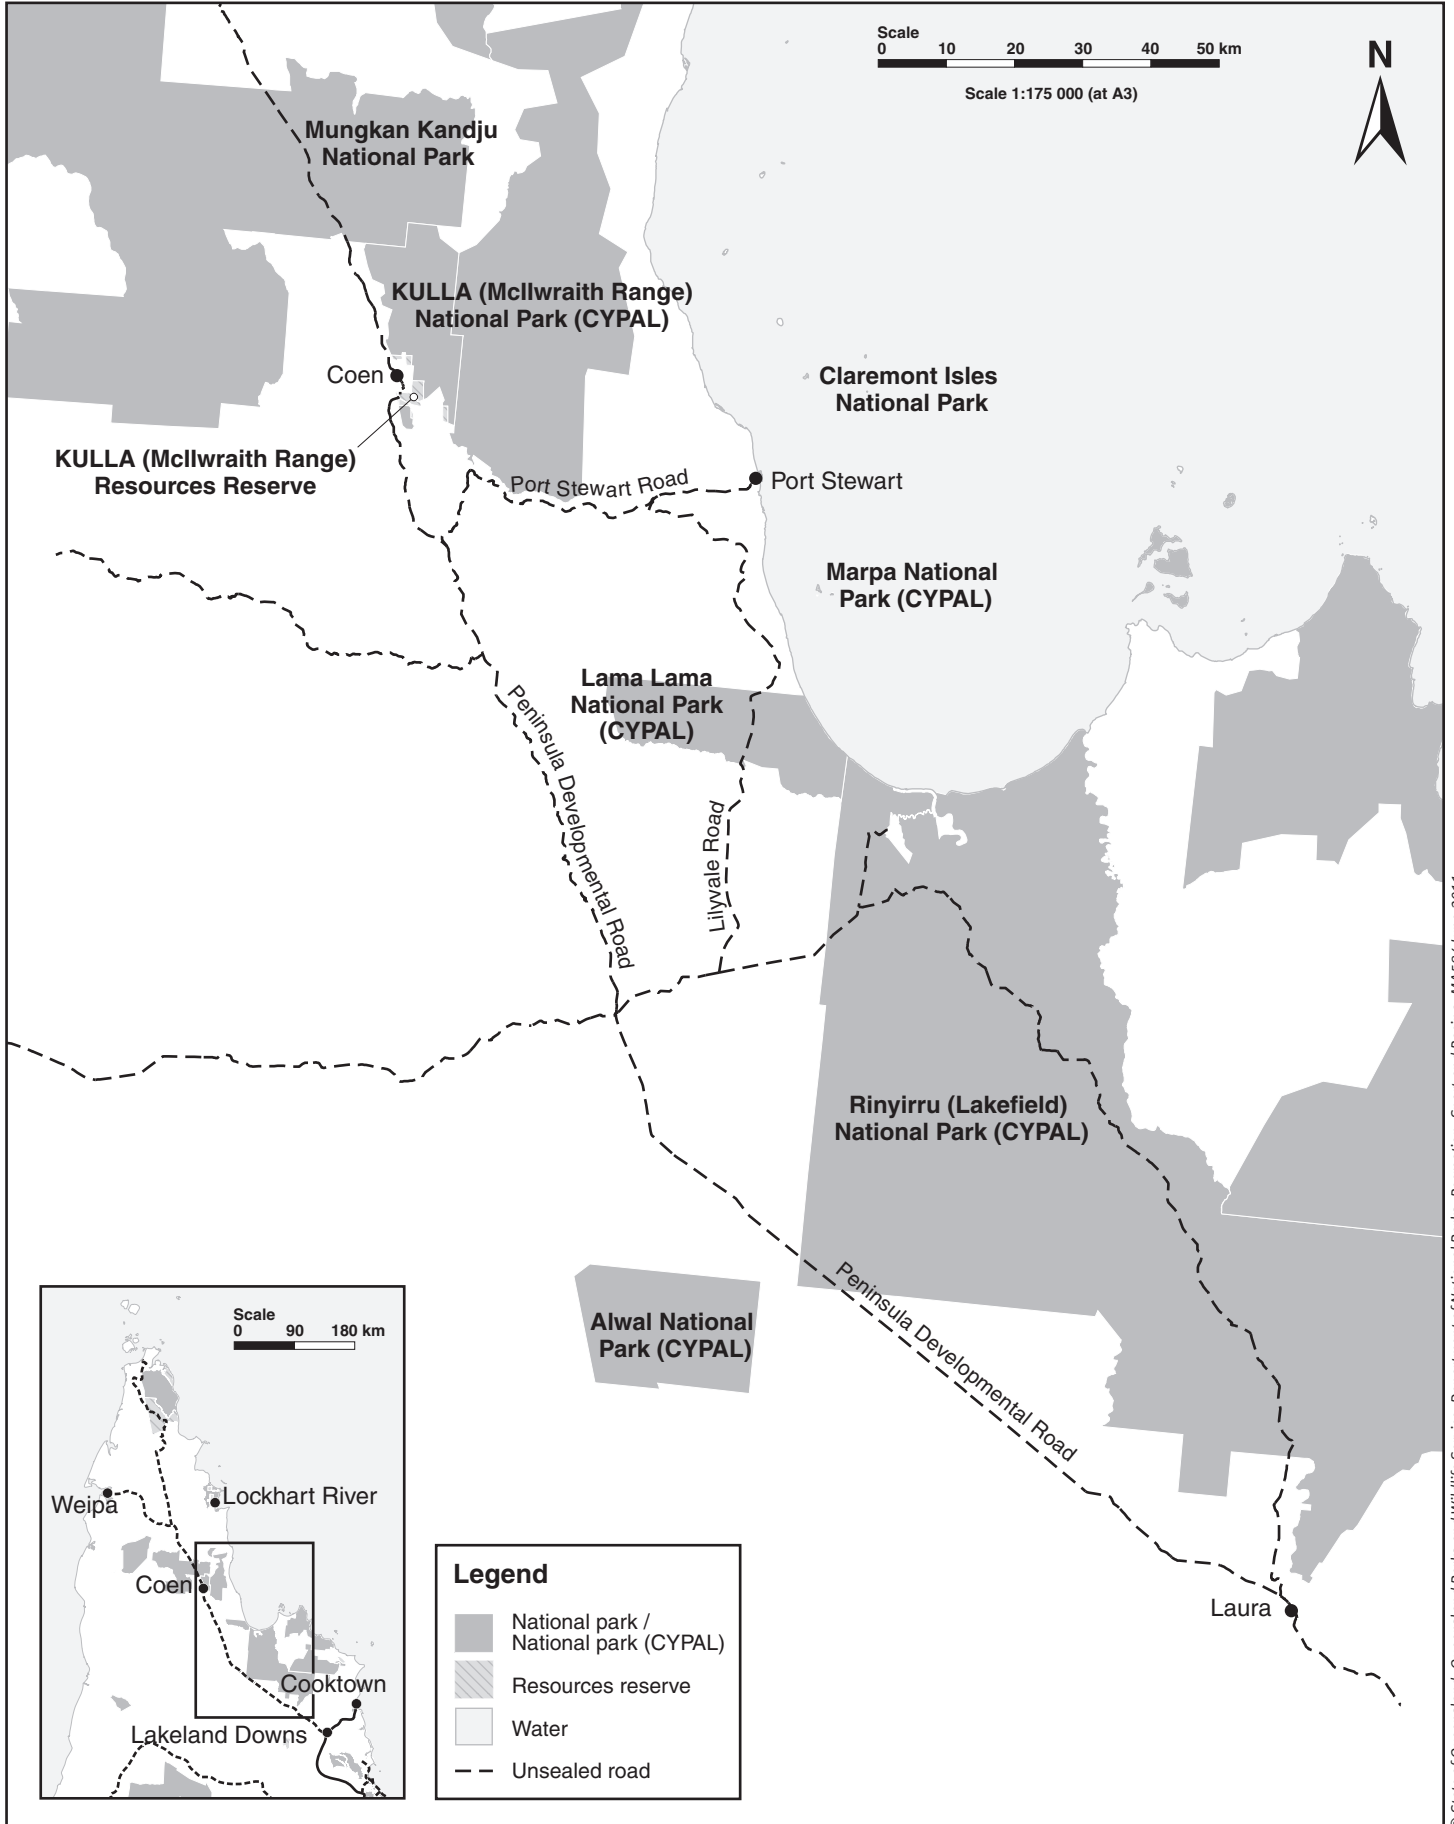 Scale
0 10 20 30 40 50 km
Scale 1:175 000 (at A3)
N
Mungkan Kandju
National Park
KULLA (McIlwraith Range)
National Park (CYPAL)
Coen
Claremont Isles
National Park
KULLA (McIlwraith Range)
Resources Reserve
Port Stewart Road
Port Stewart
Marpa National
Park (CYPAL)
Lama Lama
National Park
(CYPAL)
Peninsula Developmental Road
Lilyvale Road
Rinyirru (Lakefield)
National Park (CYPAL)
Alwal National
Park (CYPAL)
Peninsula Developmental Road
Laura
Scale
0 90 180 km
Weipa
Lockhart River
Coen
Cooktown
Lakeland Downs
Legend
National park /
National park (CYPAL)
Resources reserve
Water
Unsealed road